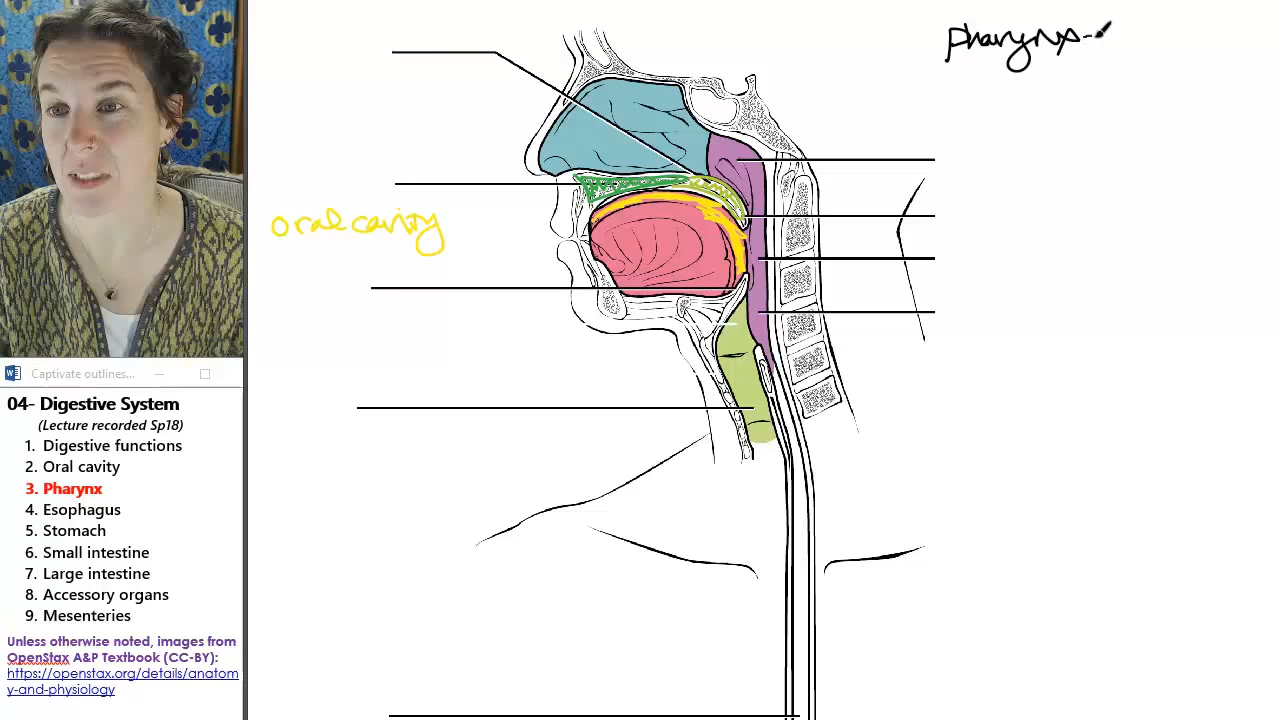 pharynx-
oral cavity
Captivate outlines...
04- Digestive System
(Lecture recorded Sp18)
1. Digestive functions
2. Oral cavity
3. Pharynx
4. Esophagus
5. Stomach
6. Small intestine
7. Large intestine
8. Accessory organs
9. Mesenteries
Unless otherwise noted, images from
OpenStax A&P Textbook (CC-BY):
https://openstax.org/details/anatom
y-and-physiology